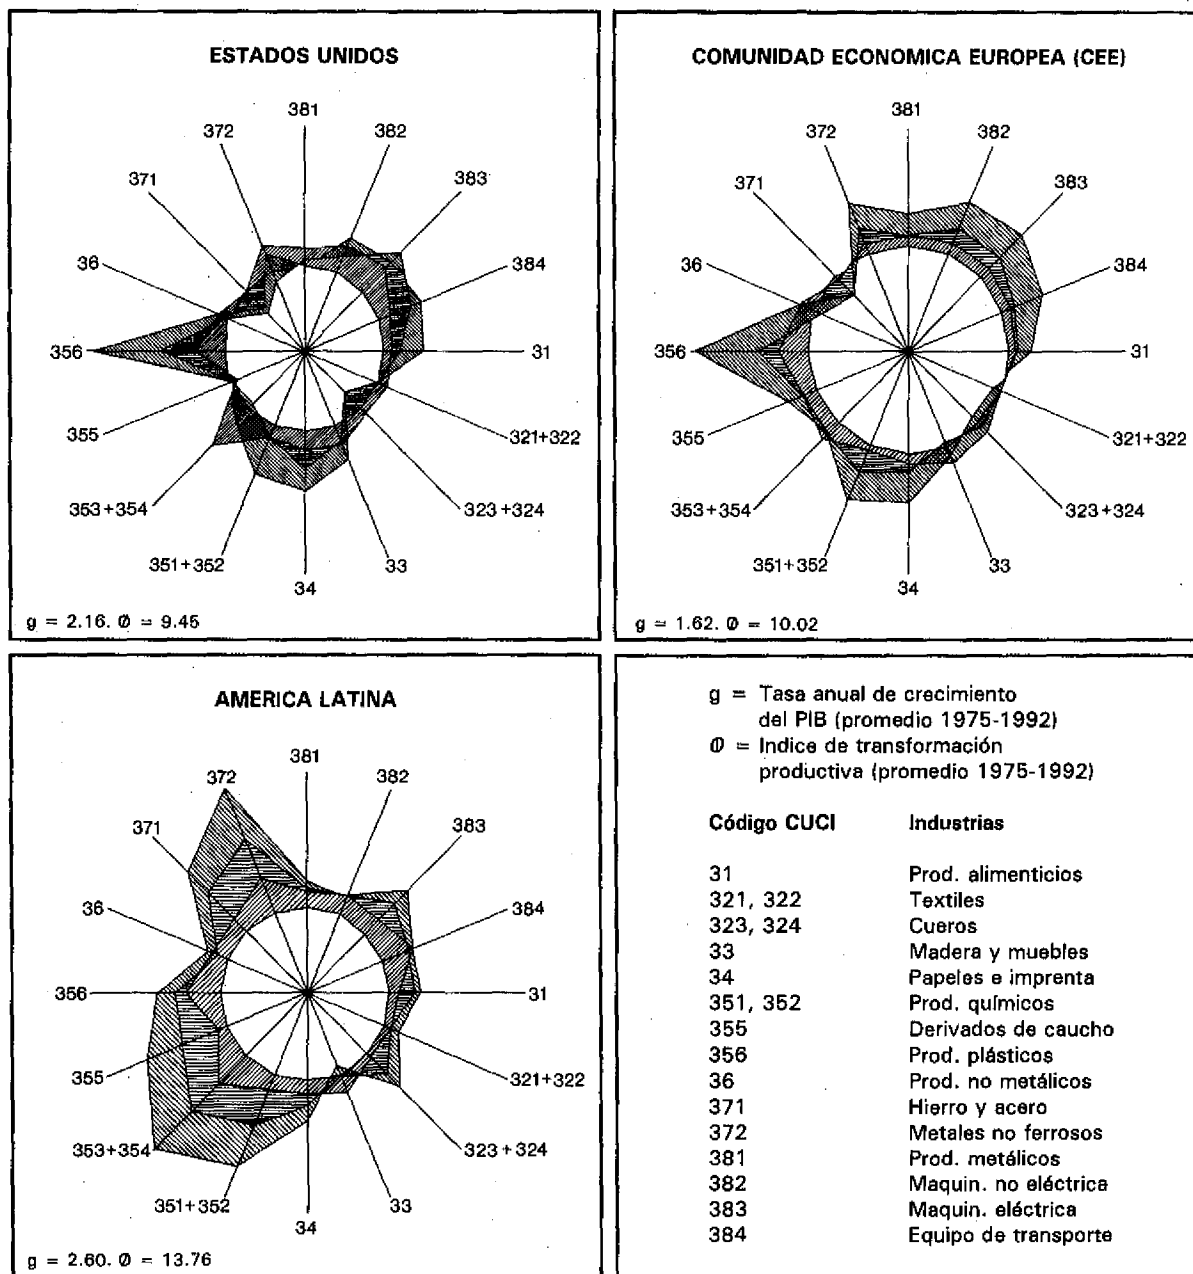 ESTADOS UNIDOS
381
382
383
384
31
321+322
323+324
33
34
351+352
353+354
355
356
36
371
372
g = 2.16. Ø = 9.45
COMUNIDAD ECONOMICA EUROPEA (CEE)
381
382
383
384
31
321+322
323+324
33
34
351+352
353+354
355
356
36
371
372
g = 1.62. Ø = 10.02
AMERICA LATINA
381
382
383
384
31
321+322
323+324
33
34
351+352
353+354
355
356
36
371
372
g = 2.60. Ø = 13.76
g = Tasa anual de crecimiento
del PIB (promedio 1975-1992)
Ø = Indice de transformación
productiva (promedio 1975-1992)
Código CUCI Industrias
31 Prod. alimenticios
321, 322 Textiles
323, 324 Cueros
33 Madera y muebles
34 Papeles e imprenta
351, 352 Prod. químicos
355 Derivados de caucho
356 Prod. plásticos
36 Prod. no metálicos
371 Hierro y acero
372 Metales no ferrosos
381 Prod. metálicos
382 Maquin. no eléctrica
383 Maquin. eléctrica
384 Equipo de transporte